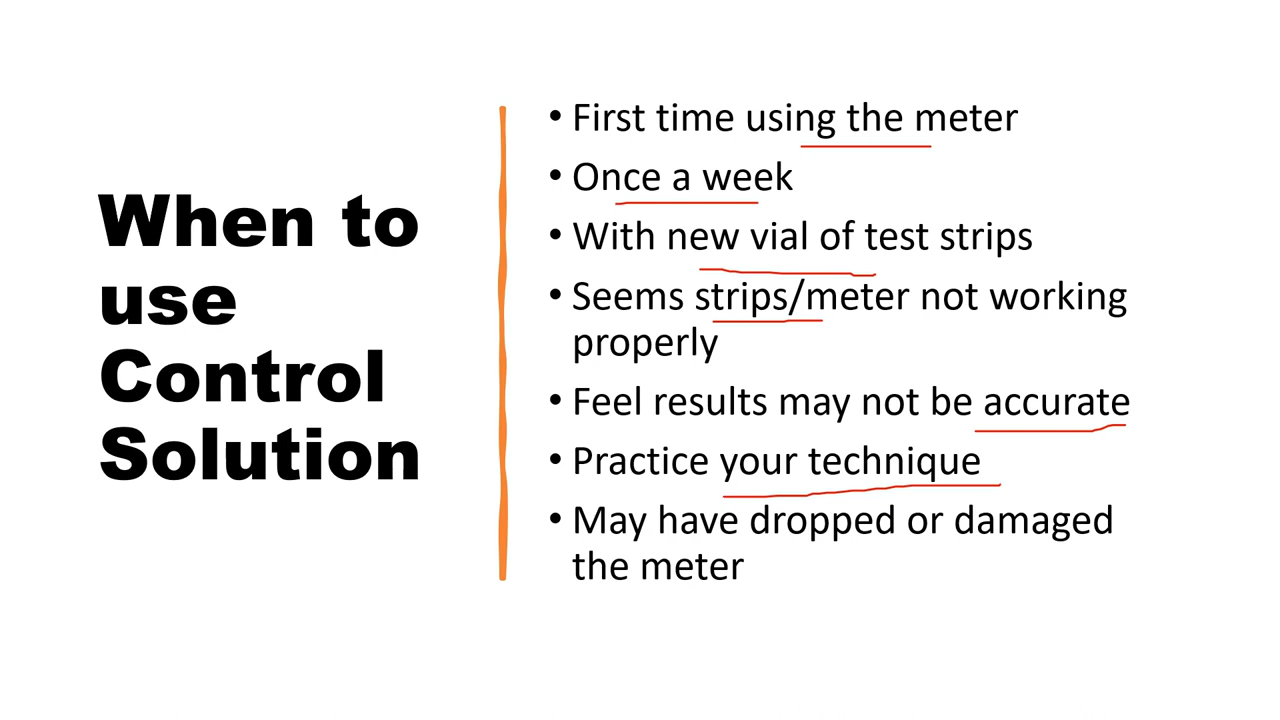 When to
use
Control
Solution
• First time using the meter
• Once a week
• With new vial of test strips
• Seems strips/meter not working
properly
• Feel results may not be accurate
• Practice your technique
• May have dropped or damaged
the meter